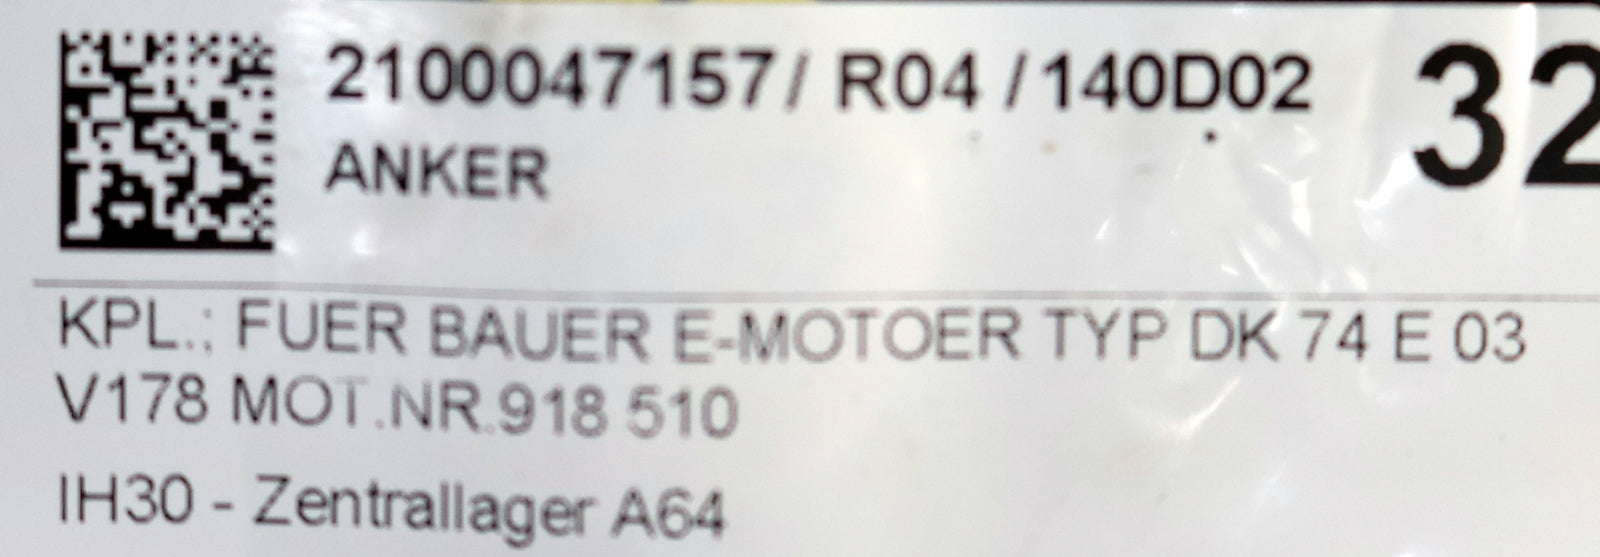 2100047157/ R04 /140D02
32
ANKER
KPL.; FUER BAUER E-MOTOER TYP DK 74 E 03
V178 MOT.NR.918 510
IH30 - Zentrallager A64